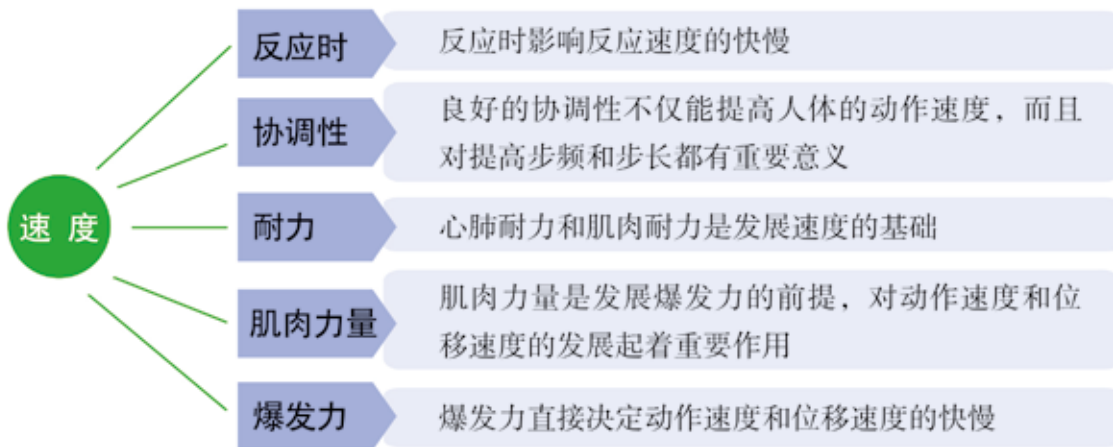 速度
反应时
反应时影响反应速度的快慢
协调性
良好的协调性不仅能提高人体的动作速度，而且
对提高步频和步长都有重要意义
耐力
心肺耐力和肌肉耐力是发展速度的基础
肌肉力量
肌肉力量是发展爆发力的前提，对动作速度和位
移速度的发展起着重要作用
爆发力
爆发力直接决定动作速度和位移速度的快慢